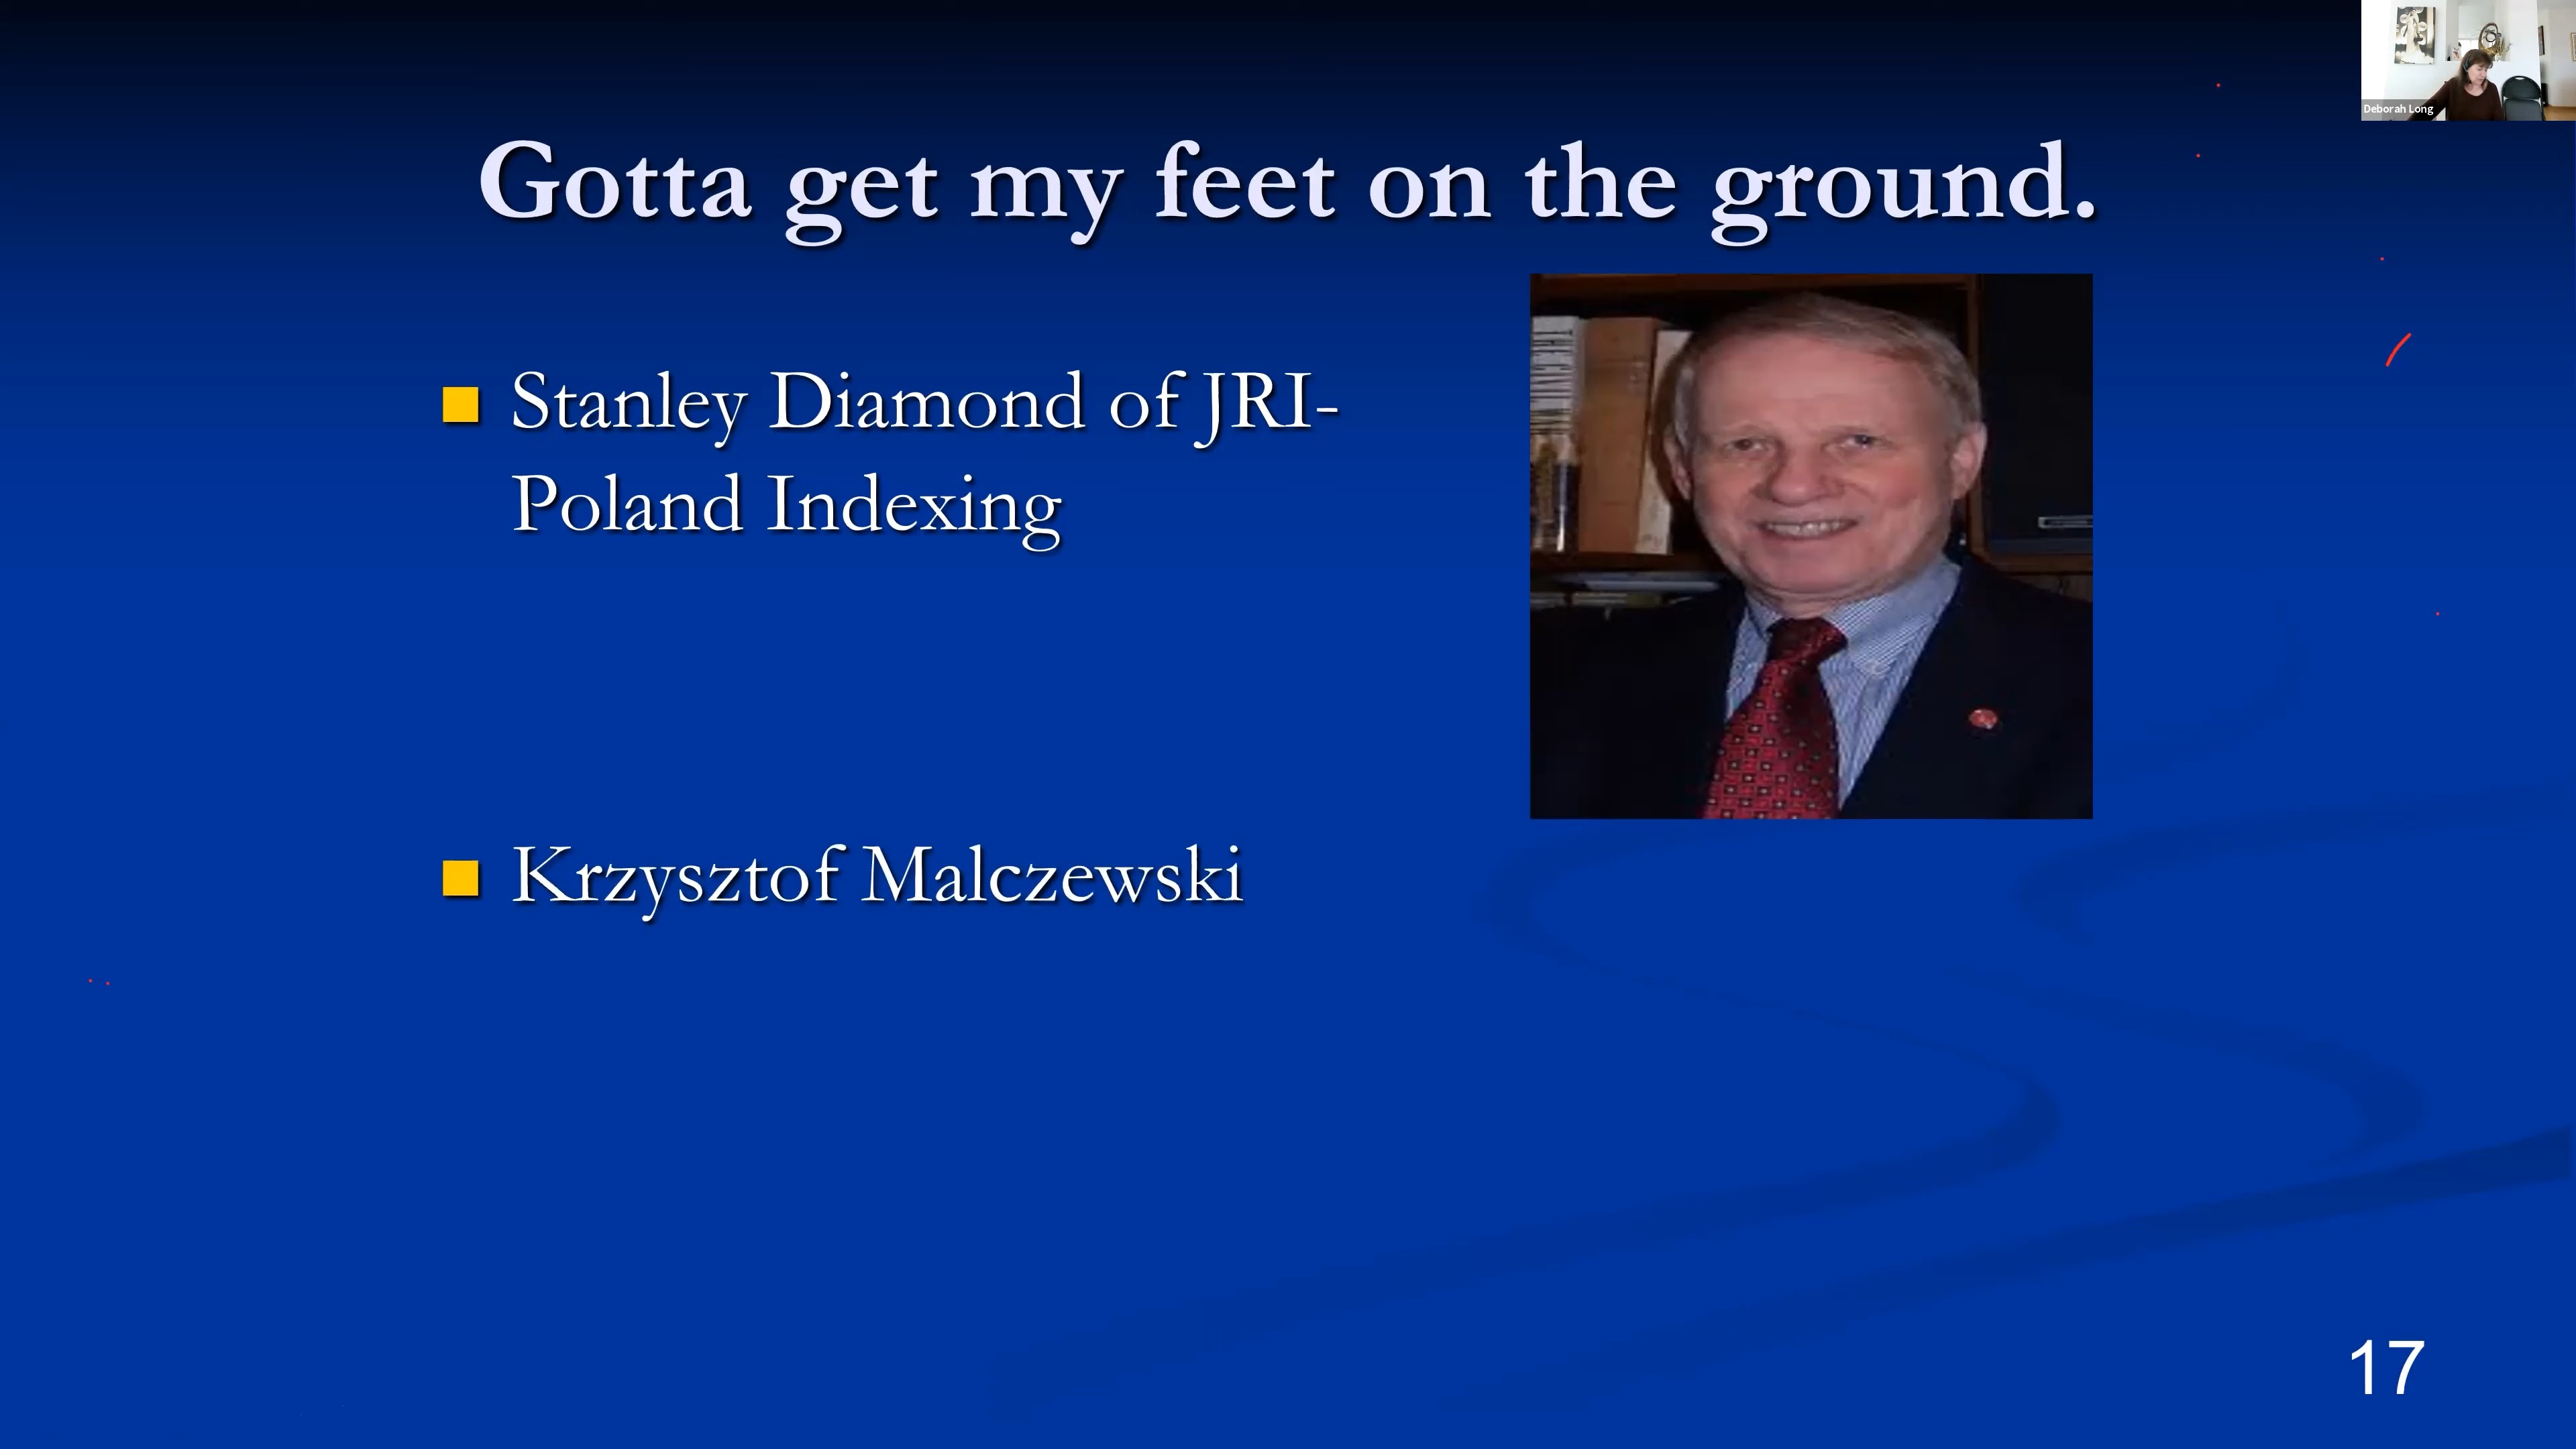 Deborah Long
Gotta get my feet on the ground.
Stanley Diamond of JRI-
Poland Indexing
Krzysztof Malczewski
17